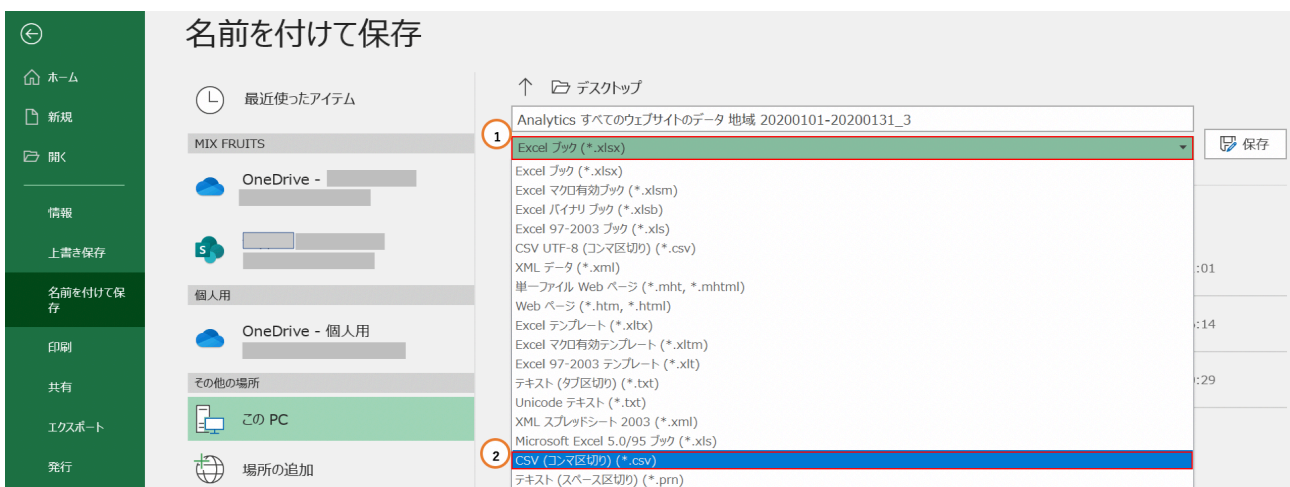 名前を付けて保存
ホーム
新規
開く
情報
上書き保存
名前を付けて保
存
印刷
共有
エクスポート
発行
最近使ったアイテム
MIX FRUITS
OneDrive -
S
個人用
OneDrive - 個人用
その他の場所
この PC
場所の追加
デスクトップ
Analytics すべてのウェブサイトのデータ 地域 20200101-20200131_3
1
Excel ブック (*.xlsx)
保存
Excel ブック (*.xlsx)
Excel マクロ有効ブック (*.xlsm)
Excel バイナリ ブック (*.xlsb)
Excel 97-2003 ブック (*.xls)
CSV UTF-8 (コンマ区切り) (*.csv)
XML データ (*.xml)
単一ファイル Web ページ (*.mht, *.mhtml)
Web ページ (*.htm, *.html)
Excel テンプレート (*.xltx)
Excel マクロ有効テンプレート (*.xltm)
Excel 97-2003 テンプレート (*.xlt)
テキスト (タブ区切り) (*.txt)
Unicode テキスト (*.txt)
XML スプレッドシート 2003 (*.xml)
Microsoft Excel 5.0/95 ブック (*.xls)
2
CSV (コンマ区切り) (*.csv)
テキスト (スペース区切り) (*.prn)
:01
:14
:29